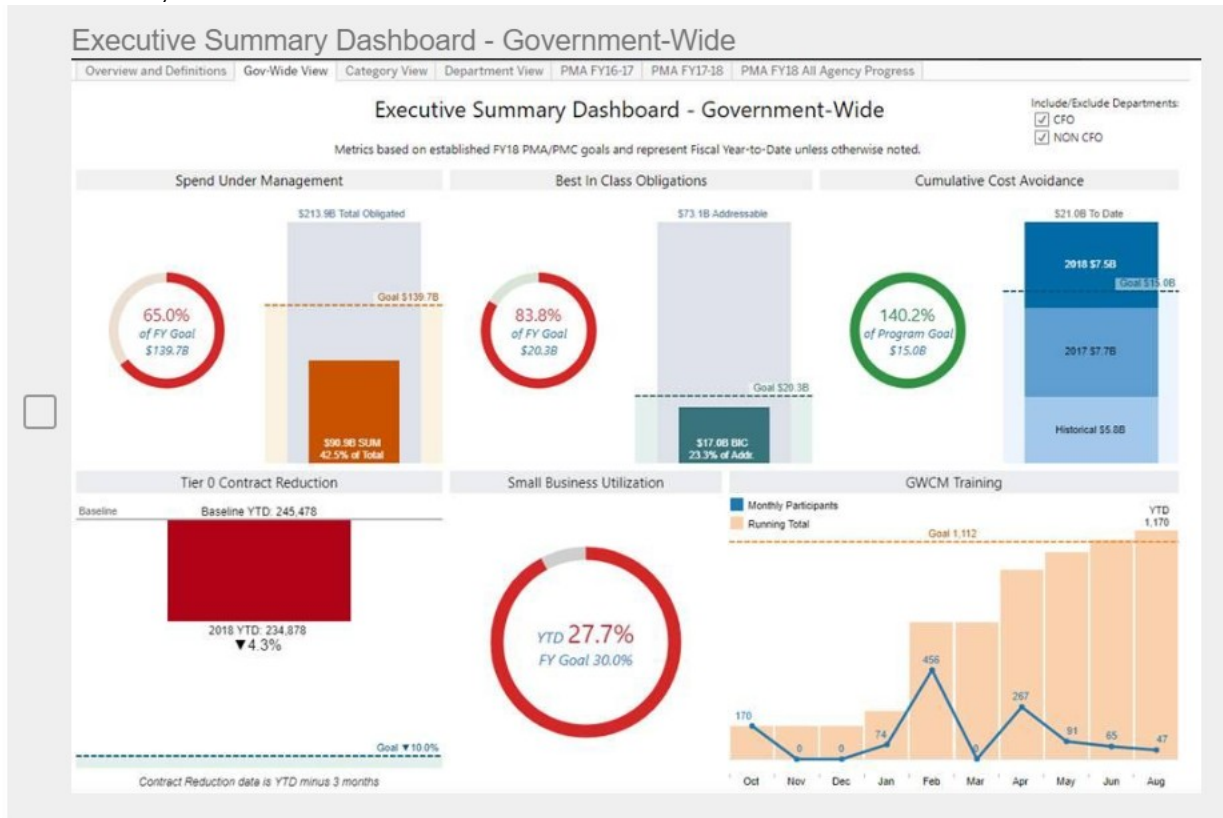 Executive Summary Dashboard - Government-Wide
Overview and Definitions Gov-Wide View Category View Department View PMA FY16-17 PMA FY17-18 PMA FY18 All Agency Progress
Executive Summary Dashboard - Government-Wide
Include/Exclude Departments:
CFO
NON CFO
Metrics based on established FY18 PMA/PMC goals and represent Fiscal Year-to-Date unless otherwise noted.
Spend Under Management
$213.9B Total Obligated
Goal $139.7B
65.0%
of FY Goal
$139.7B
$90.9B SUM
42.5% of Total
Best In Class Obligations
$73.1B Addressable
83.8%
of FY Goal
$20.3B
Goal $20.3B
$17.0B BIC
23.3% of Addr.
Cumulative Cost Avoidance
$21.0B To Date
2018 $7.5B
Goal $15.0B
140.2%
of Program Goal
$15.0B
2017 $7.7B
Historical $5.8B
Tier 0 Contract Reduction
Baseline
Baseline YTD: 245,478
2018 YTD: 234,878
▼4.3%
Goal ▼10.0%
Contract Reduction data is YTD minus 3 months
Small Business Utilization
YTD 27.7%
FY Goal 30.0%
GWCM Training
Monthly Participants
Running Total
YTD
1,170
Goal 1,112
170 0 0 74 456 0 267 91 65 47
Oct Nov Dec Jan Feb Mar Apr May Jun Aug